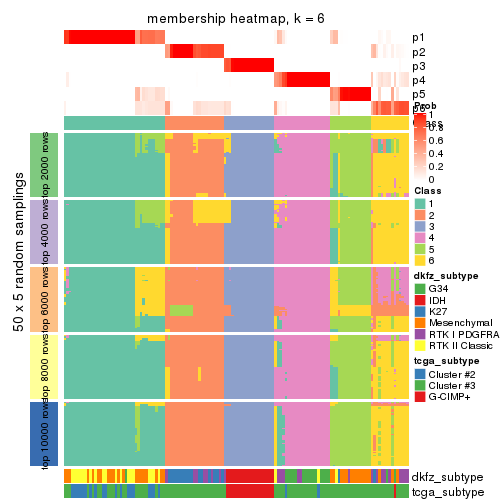 membership heatmap, k = 6
p1
p2
p3
p4
p5
p6
Prob
1
0.8
0.6
0.4
0.2
0
Class
Class
1
2
3
4
5
6
dkfz_subtype
G34
IDH
K27
Mesenchymal
RTK I PDGFRA
RTK II Classic
tcga_subtype
Cluster #2
Cluster #3
G-CIMP+
50 x 5 random samplings
top 2000 rows
top 4000 rows
top 6000 rows
top 8000 rows
top 10000 rows
dkfz_subtype
tcga_subtype